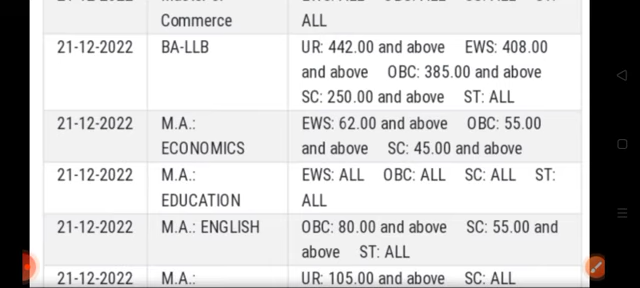 Commerce
ALL
21-12-2022 BA-LLB UR: 442.00 and above EWS: 408.00
and above OBC: 385.00 and above
SC: 250.00 and above ST: ALL
21-12-2022 M.A.: EWS: 62.00 and above OBC: 55.00
ECONOMICS and above SC: 45.00 and above
21-12-2022 M.A.: EWS: ALL OBC: ALL SC: ALL ST:
EDUCATION ALL
21-12-2022 M.A.: ENGLISH OBC: 80.00 and above SC: 55.00 and
above ST: ALL
21-12-2022 M.A.: UR: 105.00 and above SC: ALL